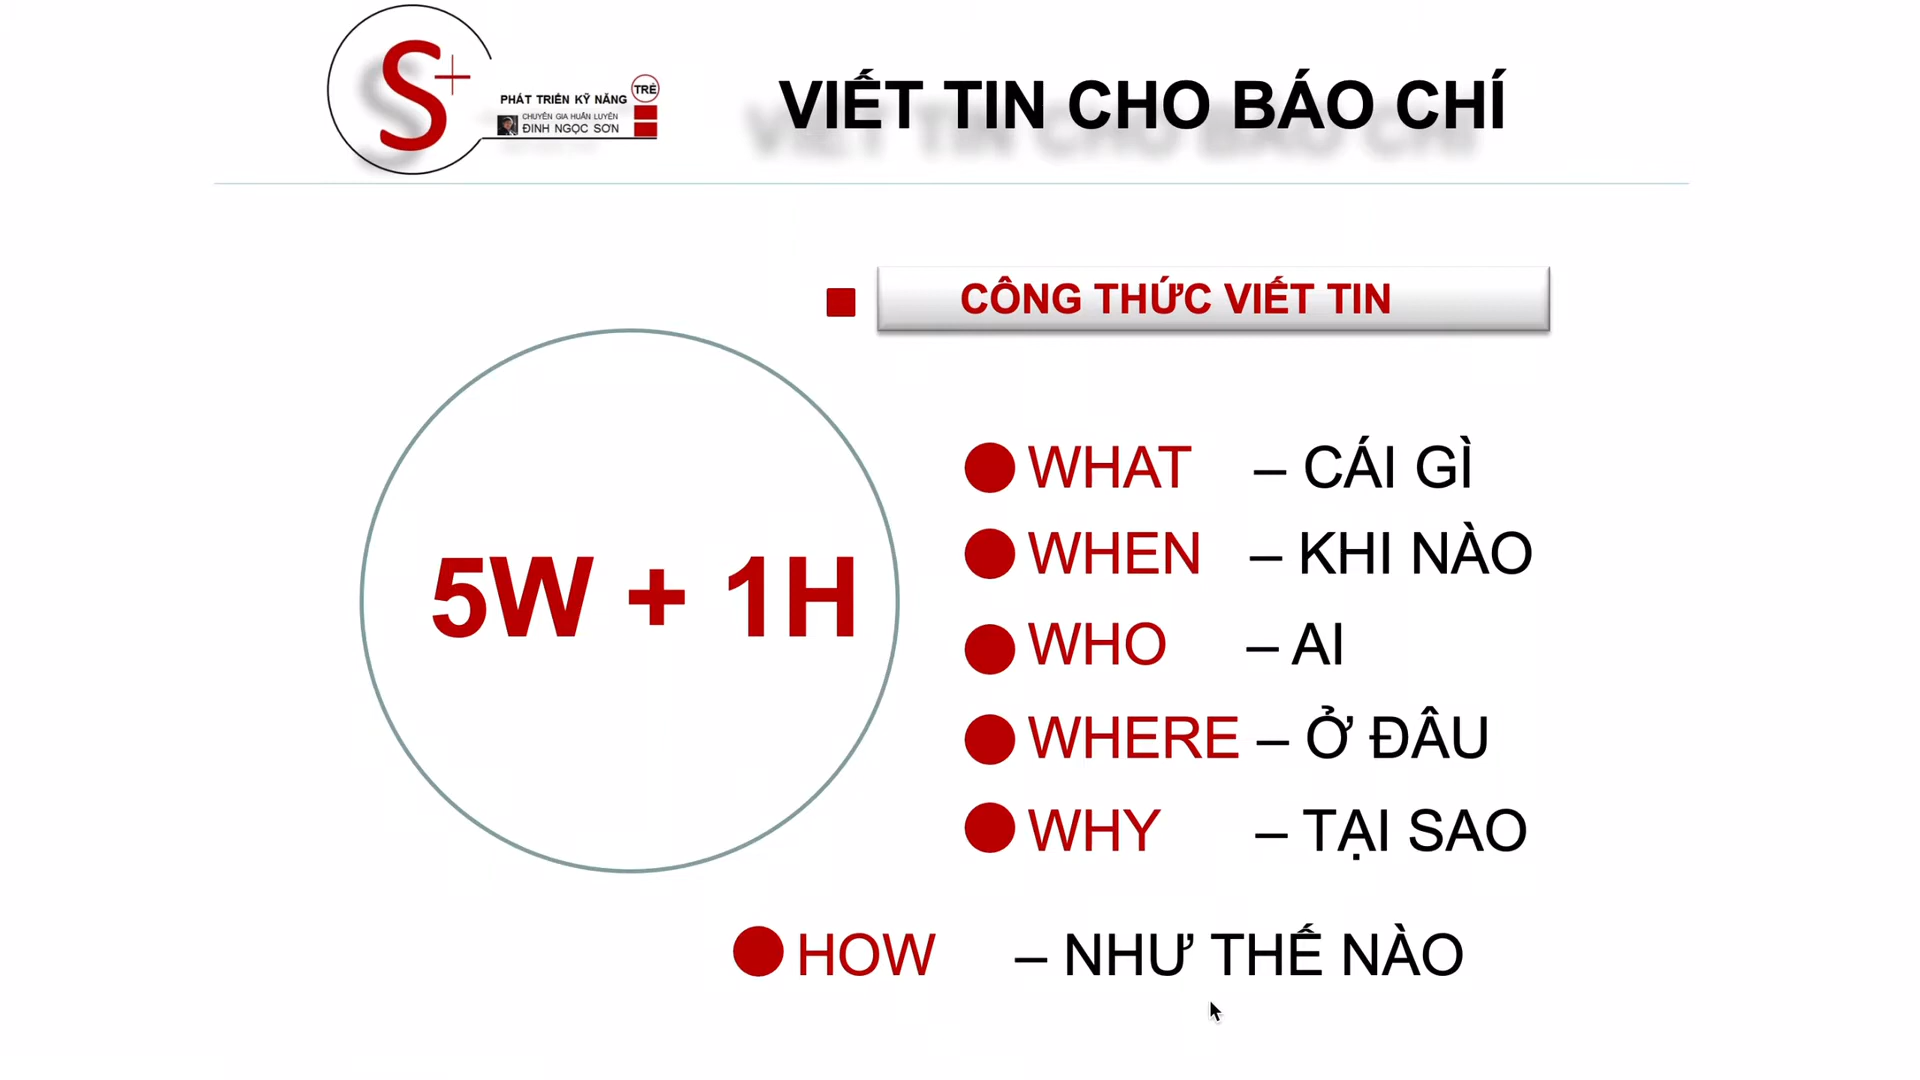 S+
PHÁT TRIỂN KỸ NĂNG TRẺ
CHUYÊN GIA HUẤN LUYỆN
ĐINH NGỌC SƠN
VIẾT TIN CHO BÁO CHÍ
CÔNG THỨC VIẾT TIN
5W + 1H
WHAT – CÁI GÌ
WHEN – KHI NÀO
WHO – AI
WHERE – Ở ĐÂU
WHY – TẠI SAO
HOW – NHƯ THẾ NÀO